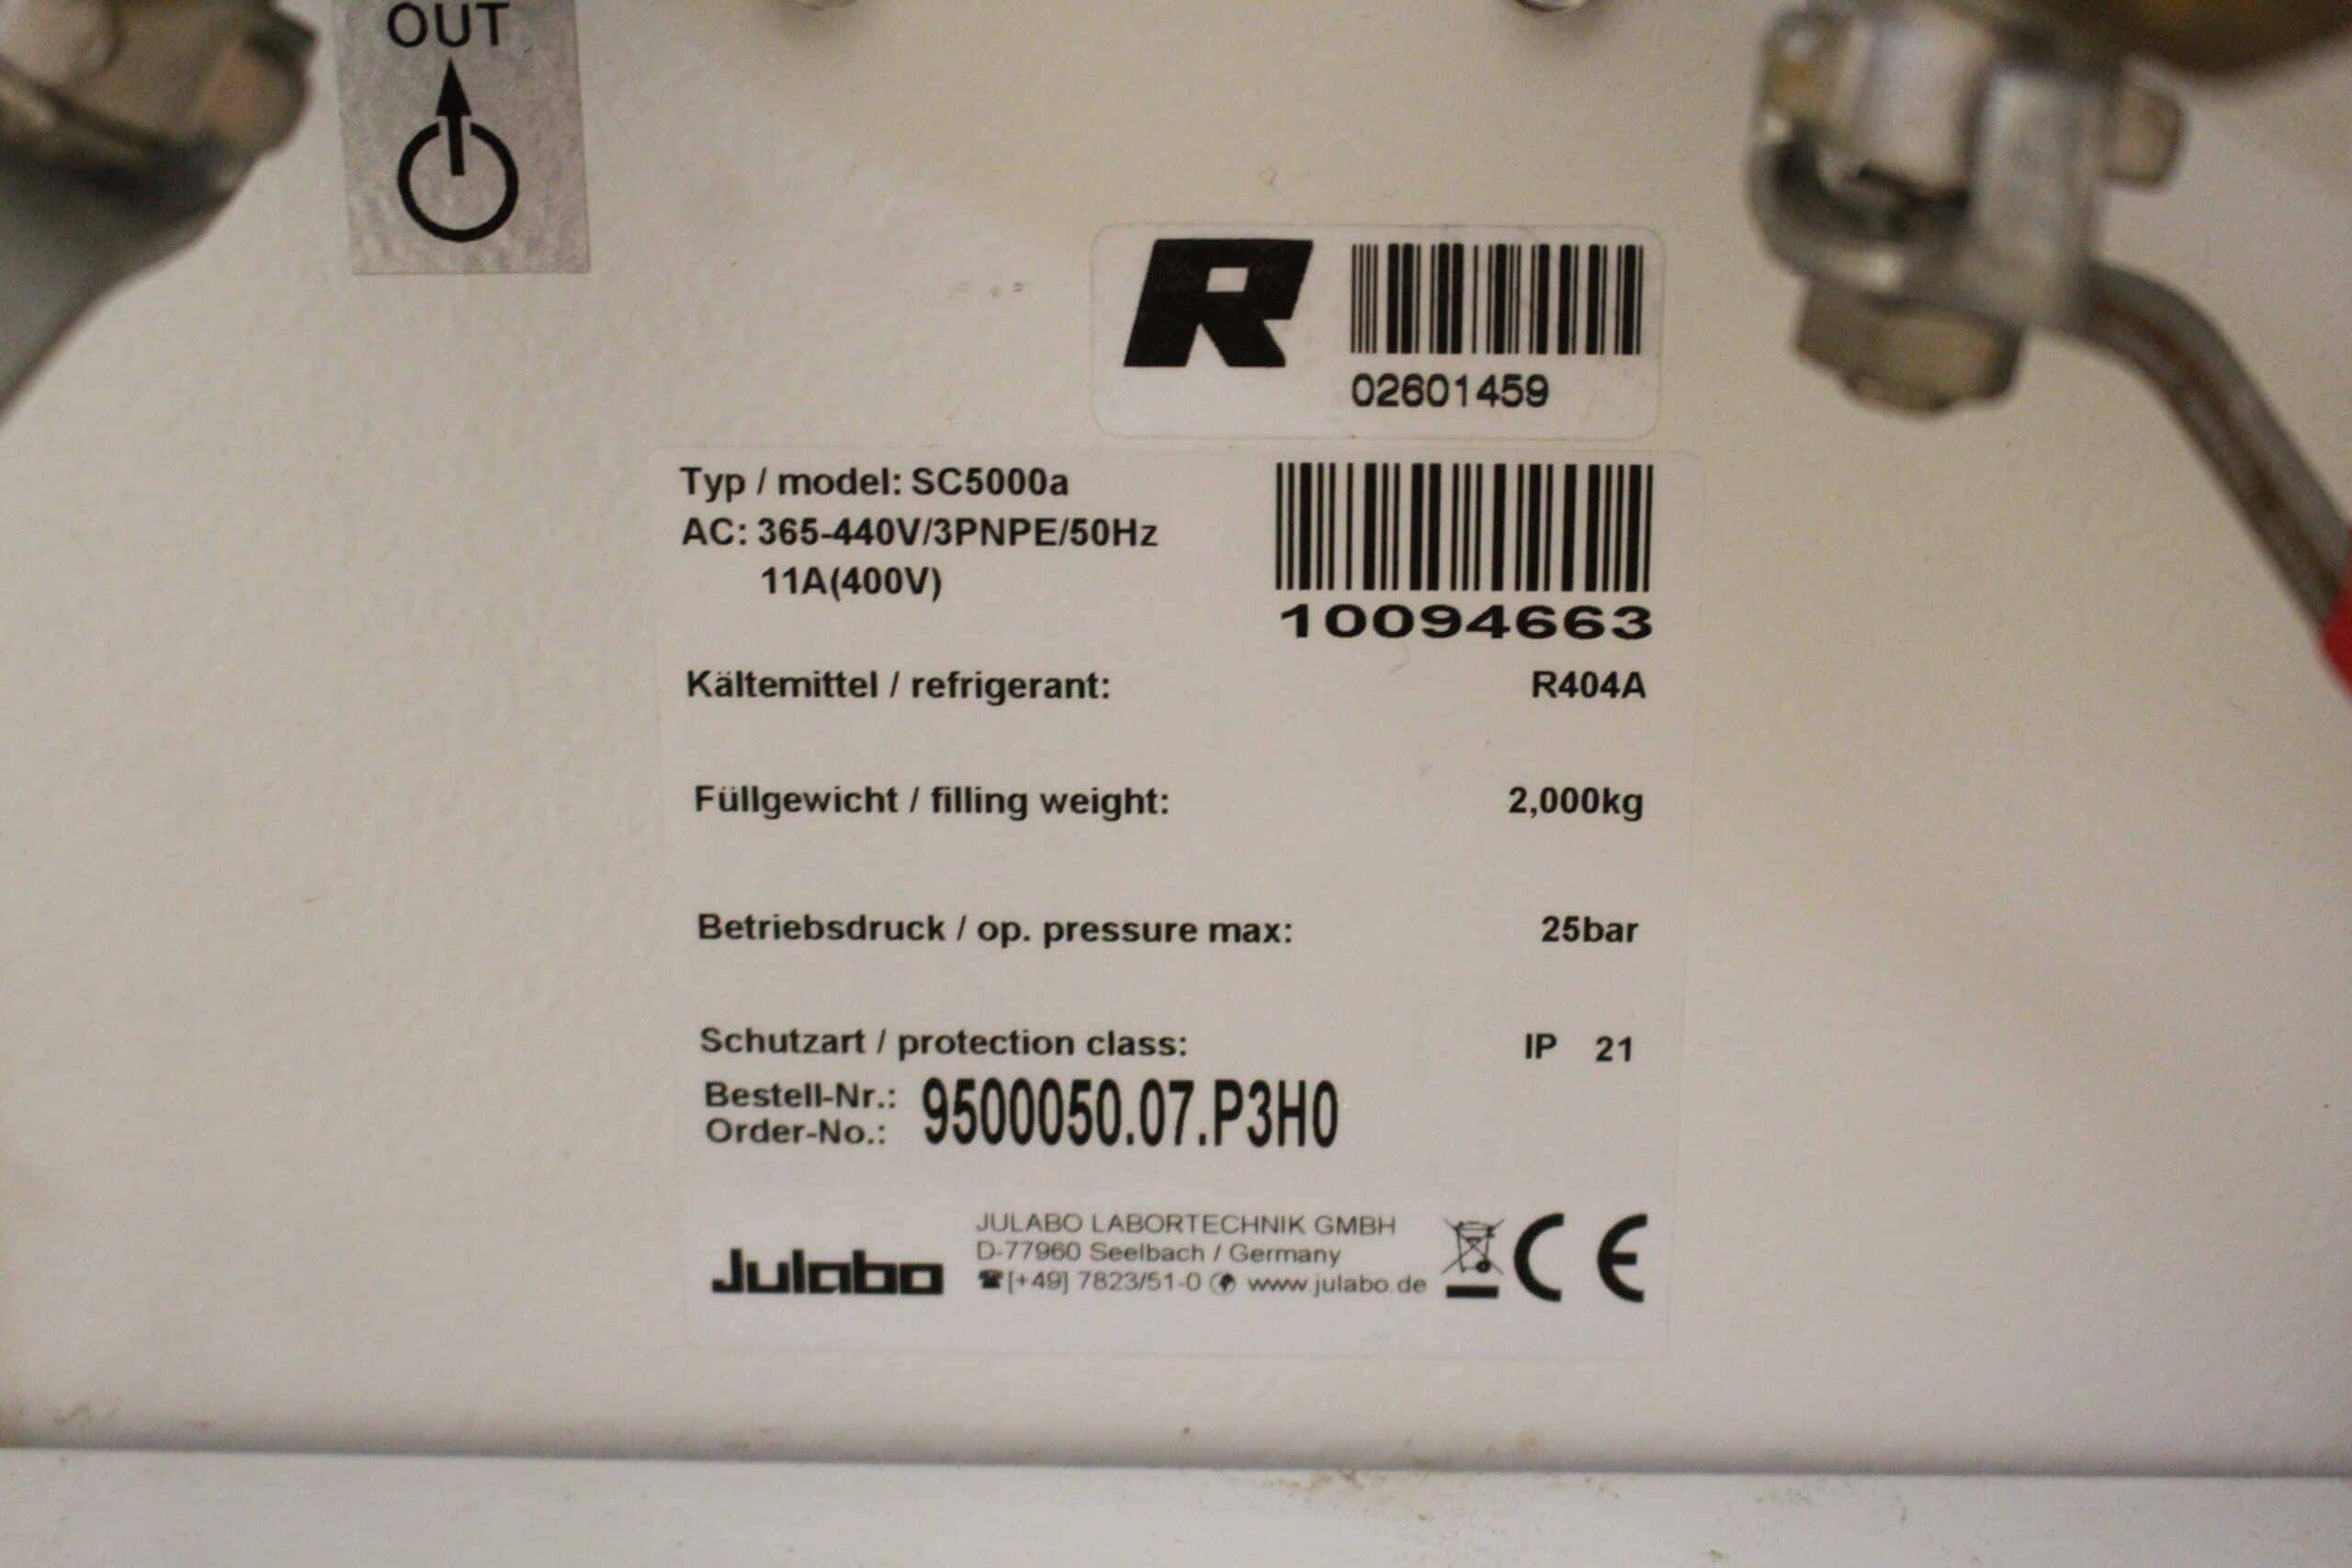 OUT
R
02601459
Typ / model: SC5000a
AC: 365-440V/3PNPE/50Hz
11A(400V)
10094663
Kältemittel / refrigerant: R404A
Füllgewicht / filling weight: 2,000kg
Betriebsdruck / op. pressure max: 25bar
Schutzart / protection class: IP 21
Bestell-Nr.:
Order-No.: 9500050.07.P3H0
Julabo
JULABO LABORTECHNIK GMBH
D-77960 Seelbach / Germany
☎[+49] 7823/51-0 www.julabo.de
CE